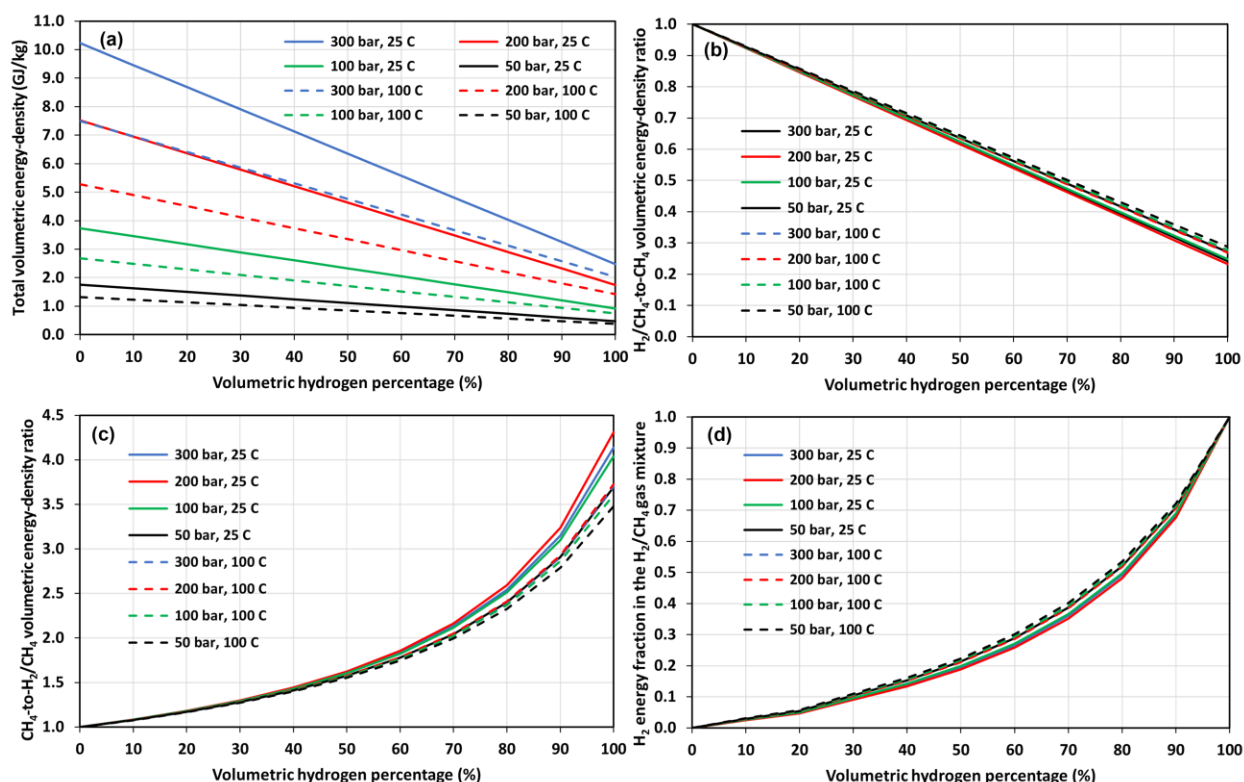 (a)
Total volumetric energy-density (GJ/kg)
11.0
10.0
9.0
8.0
7.0
6.0
5.0
4.0
3.0
2.0
1.0
0.0
300 bar, 25 C
200 bar, 25 C
100 bar, 25 C
50 bar, 25 C
300 bar, 100 C
200 bar, 100 C
100 bar, 100 C
50 bar, 100 C
0 10 20 30 40 50 60 70 80 90 100
Volumetric hydrogen percentage (%)
(b)
H₂/CH₄-to-CH₄ volumetric energy-density ratio
1.0
0.9
0.8
0.7
0.6
0.5
0.4
0.3
0.2
0.1
0.0
300 bar, 25 C
200 bar, 25 C
100 bar, 25 C
50 bar, 25 C
300 bar, 100 C
200 bar, 100 C
100 bar, 100 C
50 bar, 100 C
0 10 20 30 40 50 60 70 80 90 100
Volumetric hydrogen percentage (%)
(c)
CH₄-to-H₂/CH₄ volumetric energy-density ratio
4.5
4.0
3.5
3.0
2.5
2.0
1.5
1.0
300 bar, 25 C
200 bar, 25 C
100 bar, 25 C
50 bar, 25 C
300 bar, 100 C
200 bar, 100 C
100 bar, 100 C
50 bar, 100 C
0 10 20 30 40 50 60 70 80 90 100
Volumetric hydrogen percentage (%)
(d)
H₂ energy fraction in the H₂/CH₄ gas mixture
1.0
0.9
0.8
0.7
0.6
0.5
0.4
0.3
0.2
0.1
0.0
300 bar, 25 C
200 bar, 25 C
100 bar, 25 C
50 bar, 25 C
300 bar, 100 C
200 bar, 100 C
100 bar, 100 C
50 bar, 100 C
0 10 20 30 40 50 60 70 80 90 100
Volumetric hydrogen percentage (%)